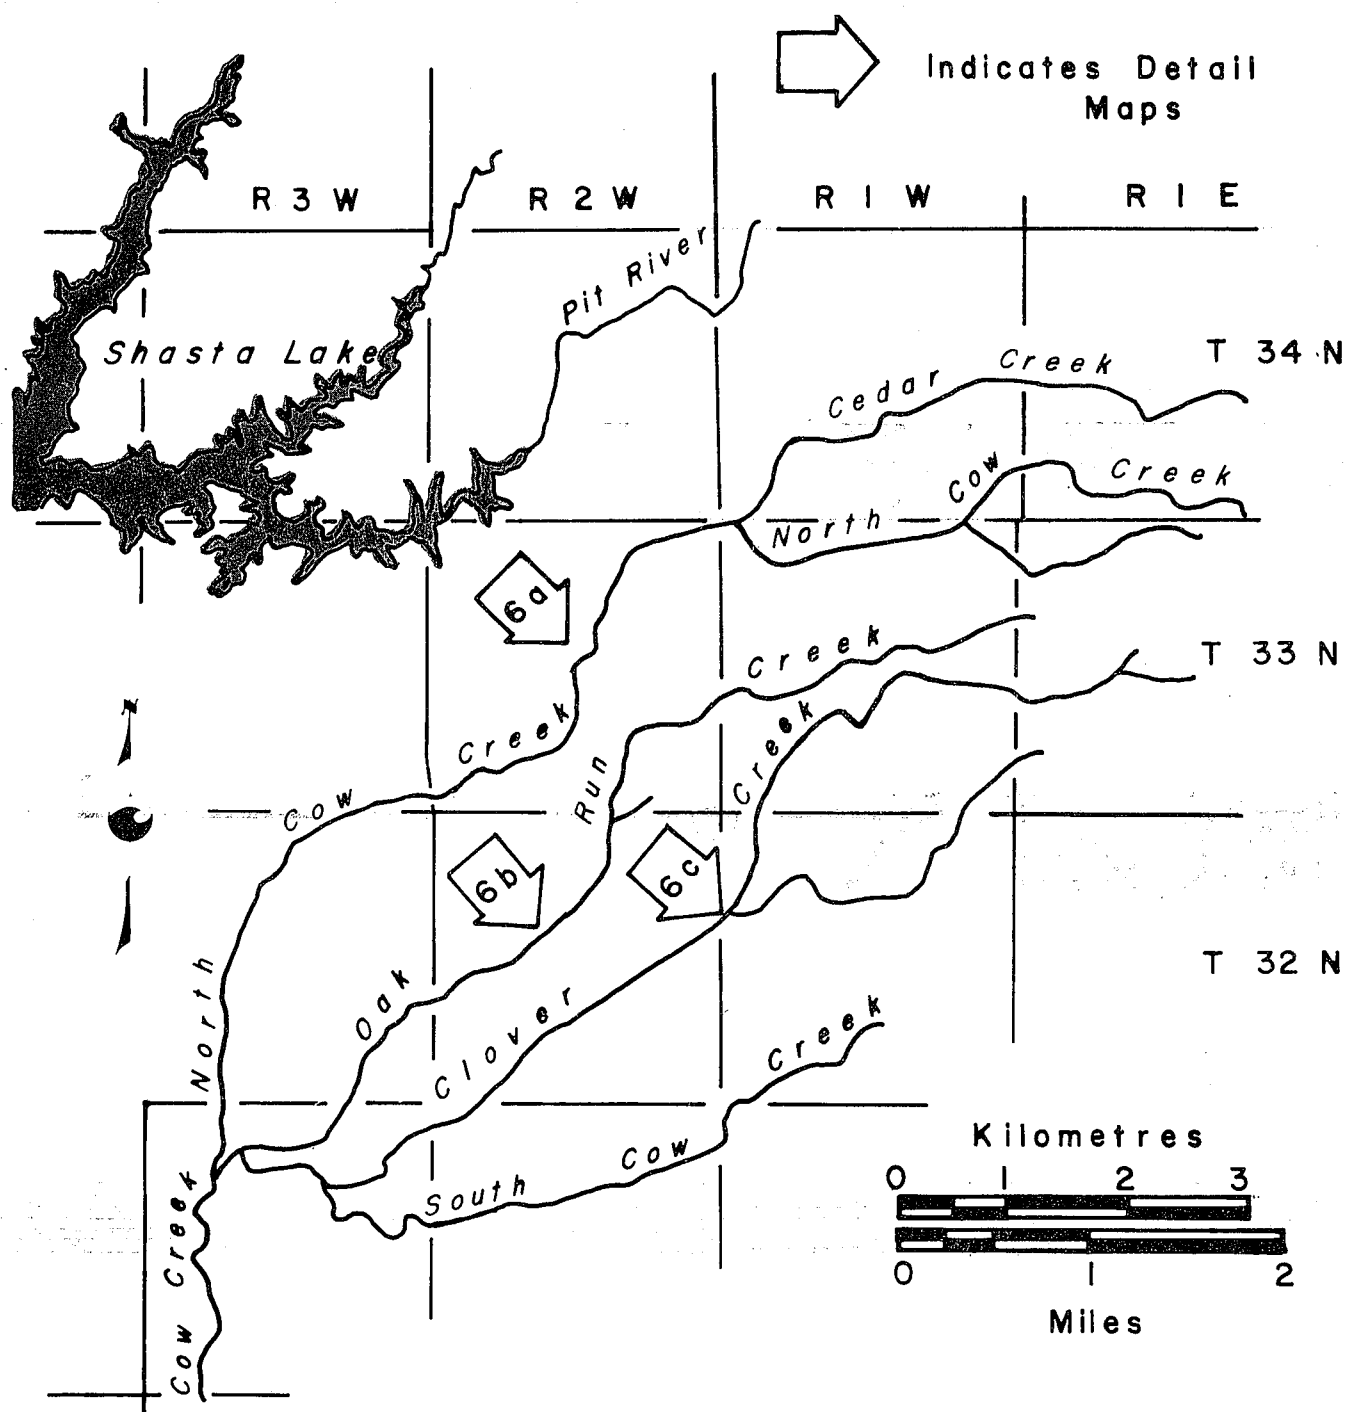 Indicates Detail
Maps
R 3 W
R 2 W
R 1 W
R 1 E
Pit River
Shasta Lake
T 34 N
Cedar Creek
North Cow Creek
6a
T 33 N
Creek
Creek
North Cow Creek
N
Oak Run
6b
6c
T 32 N
Clover
Creek
South Cow
Cow Creek
Kilometres
0 1 2 3
0 1 2
Miles